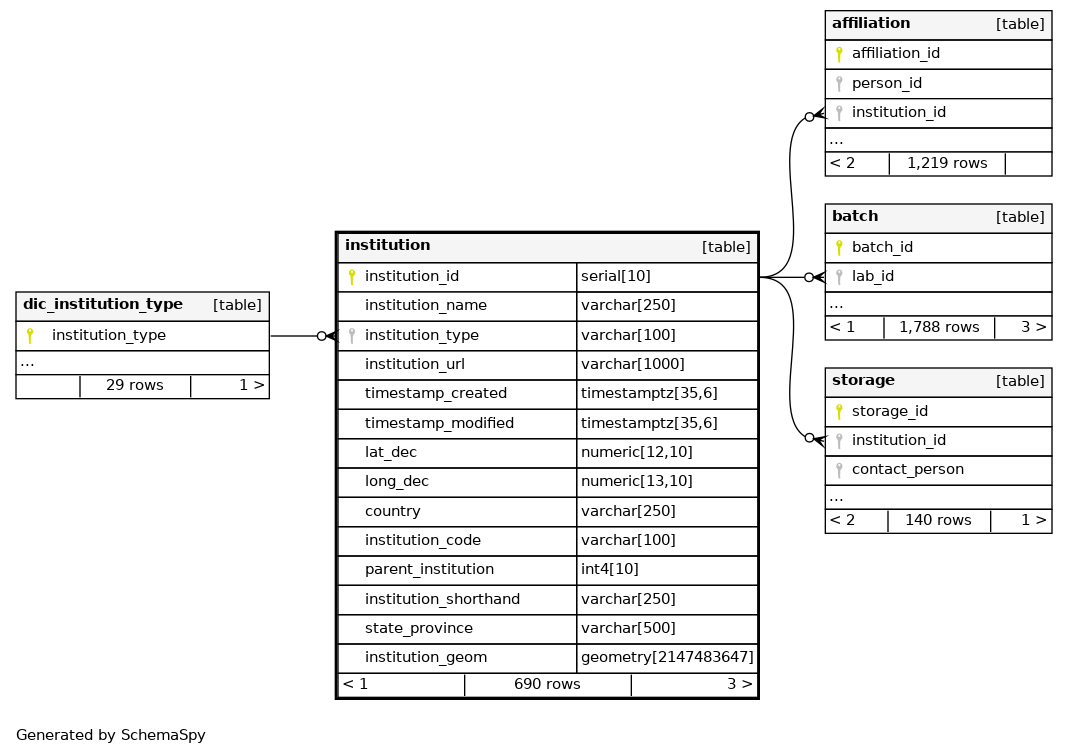 affiliation [table]
affiliation_id
person_id
institution_id
...
< 2 1,219 rows
batch [table]
batch_id
lab_id
...
< 1 1,788 rows 3 >
storage [table]
storage_id
institution_id
contact_person
...
< 2 140 rows 1 >
institution [table]
institution_id serial[10]
institution_name varchar[250]
institution_type varchar[100]
institution_url varchar[1000]
timestamp_created timestamptz[35,6]
timestamp_modified timestamptz[35,6]
lat_dec numeric[12,10]
long_dec numeric[13,10]
country varchar[250]
institution_code varchar[100]
parent_institution int4[10]
institution_shorthand varchar[250]
state_province varchar[500]
institution_geom geometry[2147483647]
< 1 690 rows 3 >
dic_institution_type [table]
institution_type
...
29 rows 1 >
Generated by SchemaSpy